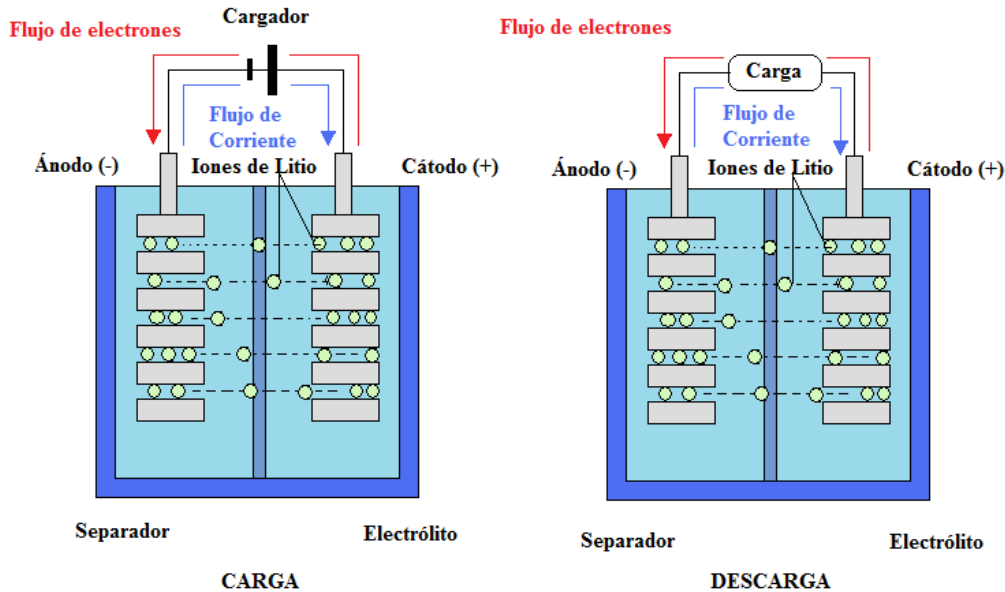 Cargador
Flujo de electrones
Flujo de
Corriente
Ánodo (-)
Iones de Litio
Cátodo (+)
Separador
Electrólito
CARGA
Flujo de electrones
Carga
Flujo de
Corriente
Ánodo (-)
Iones de Litio
Cátodo (+)
Separador
Electrólito
DESCARGA